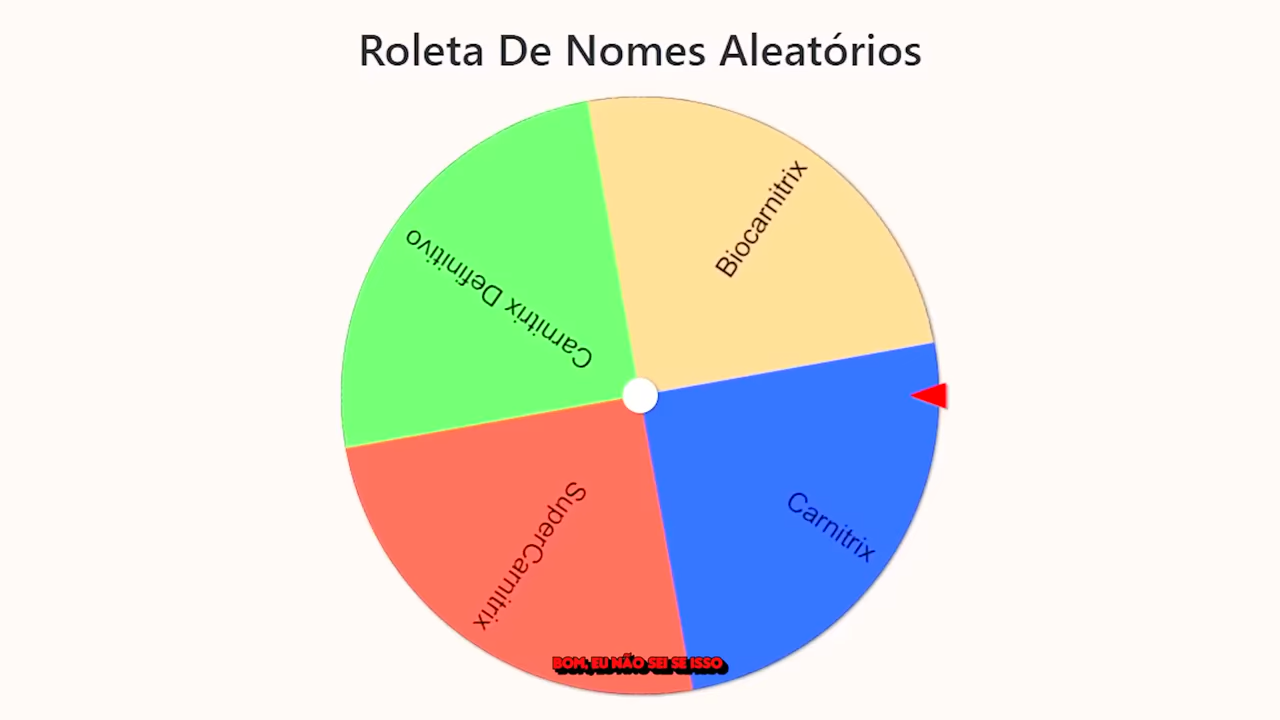 Roleta De Nomes Aleatórios
Biocarnitrix
Carnitrix Definitivo
Carnitrix
SuperCarnitrix
BOM, EU NÃO SEI SE ISSO